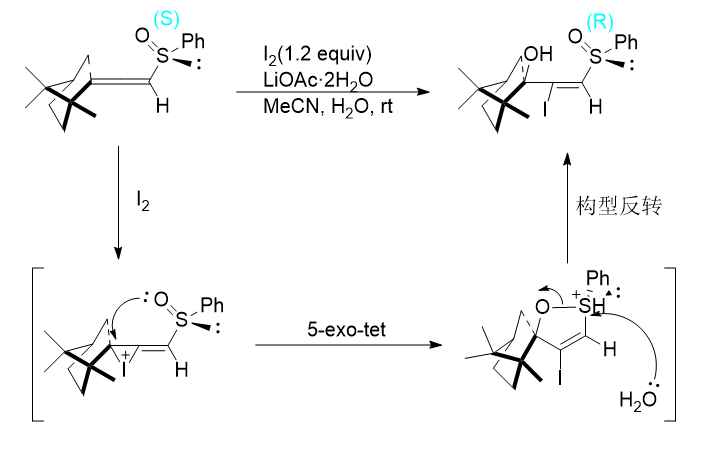 (S)
O
Ph
S
H
I₂(1.2 equiv)
LiOAc·2H₂O
MeCN, H₂O, rt
(R)
OH
O
Ph
S
I
H
I₂
构型反转
O
Ph
S
H
I
+
5-exo-tet
Ph
+
O
SH
H
I
H₂O